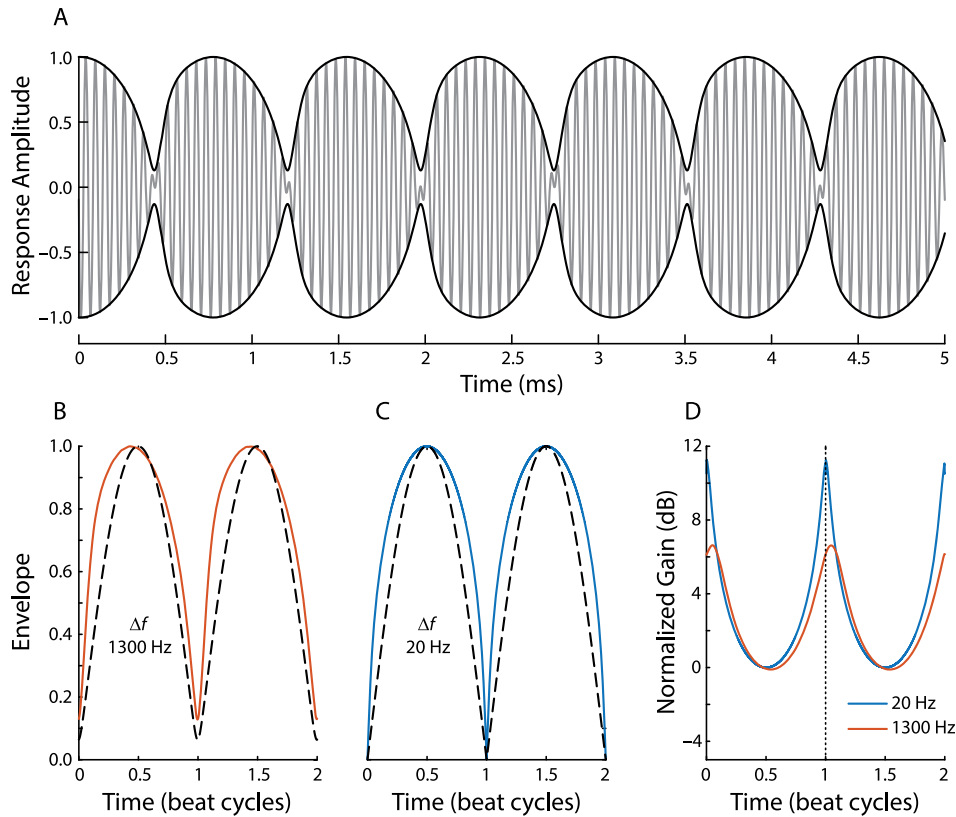 A
Response Amplitude
1.0
0.5
0.0
−0.5
−1.0
0 0.5 1 1.5 2 2.5 3 3.5 4 4.5 5
Time (ms)
B
Envelope
1.0
0.8
0.6
0.4
0.2
0.0
Δf
1300 Hz
0 0.5 1 1.5 2
Time (beat cycles)
C
Δf
20 Hz
0 0.5 1 1.5 2
Time (beat cycles)
D
Normalized Gain (dB)
12
8
4
0
−4
20 Hz
1300 Hz
0 0.5 1 1.5 2
Time (beat cycles)